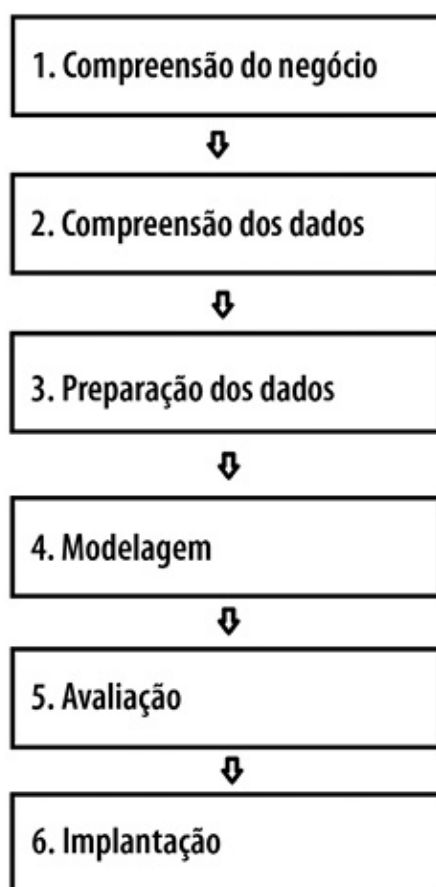 1. Compreensão do negócio
2. Compreensão dos dados
3. Preparação dos dados
4. Modelagem
5. Avaliação
6. Implantação